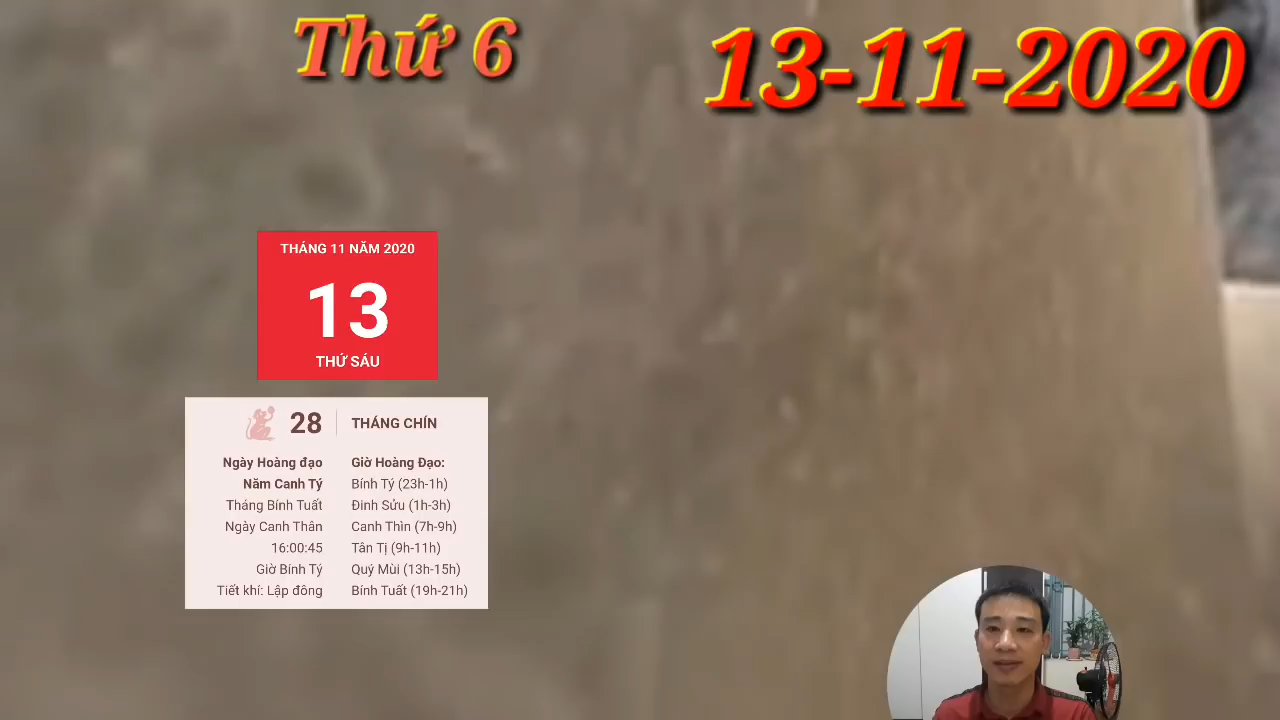 Thứ 6
13-11-2020
THÁNG 11 NĂM 2020
13
THỨ SÁU
28
THÁNG CHÍN
Ngày Hoàng đạo
Năm Canh Tý
Tháng Bính Tuất
Ngày Canh Thân
16:00:45
Giờ Bính Tý
Tiết khí: Lập đông
Giờ Hoàng Đạo:
Bính Tý (23h-1h)
Đinh Sửu (1h-3h)
Canh Thìn (7h-9h)
Tân Tị (9h-11h)
Quý Mùi (13h-15h)
Bính Tuất (19h-21h)